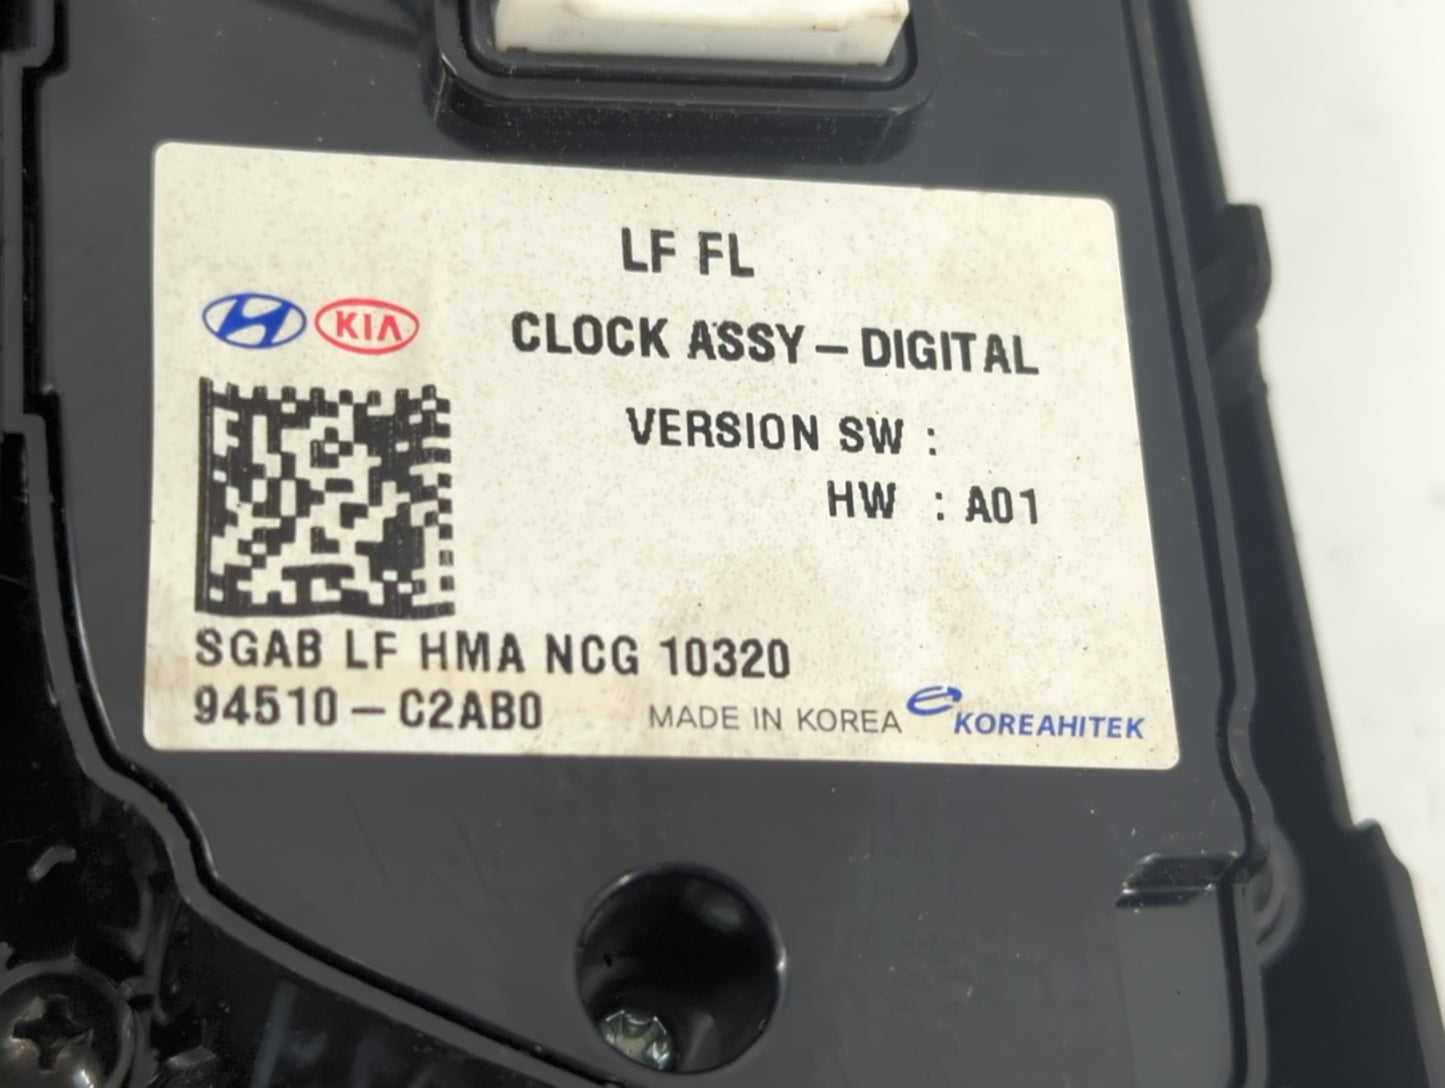 LF FL
KIA
CLOCK ASSY – DIGITAL
VERSION SW :
HW : A01
SGAB LF HMA NCG 10320
94510 – C2AB0
MADE IN KOREA
KOREAHITEK